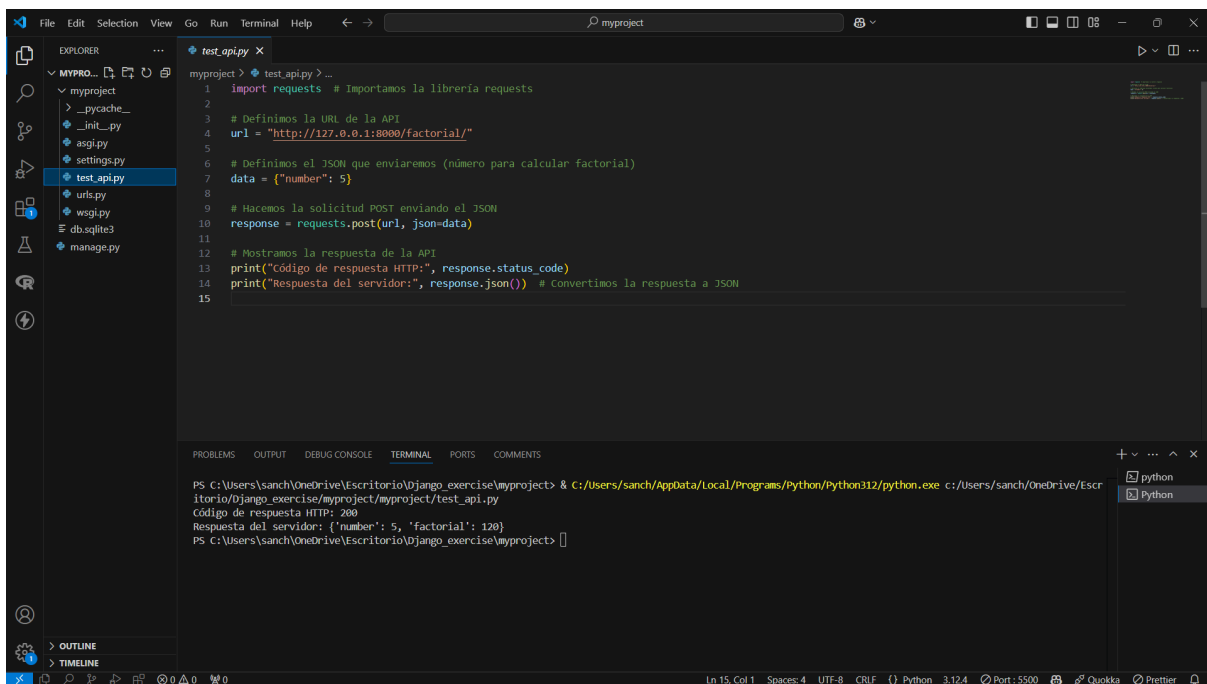 File Edit Selection View Go Run Terminal Help
myproject
EXPLORER
test_api.py
MYPRO...
myproject
__pycache__
__init__.py
asgi.py
settings.py
test_api.py
urls.py
wsgi.py
db.sqlite3
manage.py
OUTLINE
TIMELINE
myproject > test_api.py > ...
1 import requests # Importamos la librería requests
2
3 # Definimos la URL de la API
4 url = "http://127.0.0.1:8000/factorial/"
5
6 # Definimos el JSON que enviaremos (número para calcular factorial)
7 data = {"number": 5}
8
9 # Hacemos la solicitud POST enviando el JSON
10 response = requests.post(url, json=data)
11
12 # Mostramos la respuesta de la API
13 print("Código de respuesta HTTP:", response.status_code)
14 print("Respuesta del servidor:", response.json()) # Convertimos la respuesta a JSON
15
PROBLEMS OUTPUT DEBUG CONSOLE TERMINAL PORTS COMMENTS
PS C:\Users\sanch\OneDrive\Escritorio\Django_exercise\myproject> & C:/Users/sanch/AppData/Local/Programs/Python/Python312/python.exe c:/Users/sanch/OneDrive/Escr
itorio/Django_exercise/myproject/myproject/test_api.py
Código de respuesta HTTP: 200
Respuesta del servidor: {'number': 5, 'factorial': 120}
PS C:\Users\sanch\OneDrive\Escritorio\Django_exercise\myproject>
python
Python
1
1
0 0 0
Ln 15, Col 1 Spaces: 4 UTF-8 CRLF {} Python 3.12.4 Port : 5500 Quokka Prettier